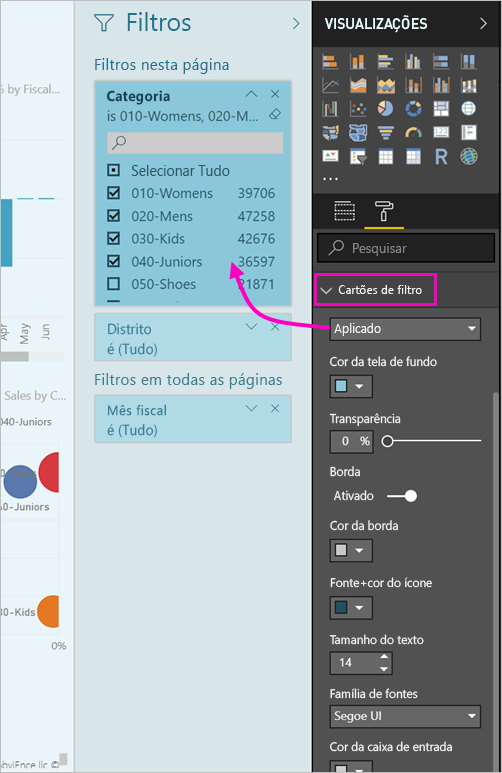 Filtros
Filtros nesta página
Categoria
is 010-Womens, 020-M...
Selecionar Tudo
010-Womens 39706
020-Mens 47258
030-Kids 42676
040-Juniors 36597
050-Shoes 21871
Distrito
é (Tudo)
Filtros em todas as páginas
Mês fiscal
é (Tudo)
by Fiscal...
Apr
May
Jun
Sales by C...
040-Juniors
0-Juniors
30-Kids
0%
obviEnce llc ©
VISUALIZAÇÕES
R
...
Pesquisar
Cartões de filtro
Aplicado
Cor da tela de fundo
Transparência
0 %
Borda
Ativado
Cor da borda
Fonte+cor do ícone
Tamanho do texto
14
Família de fontes
Segoe UI
Cor da caixa de entrada